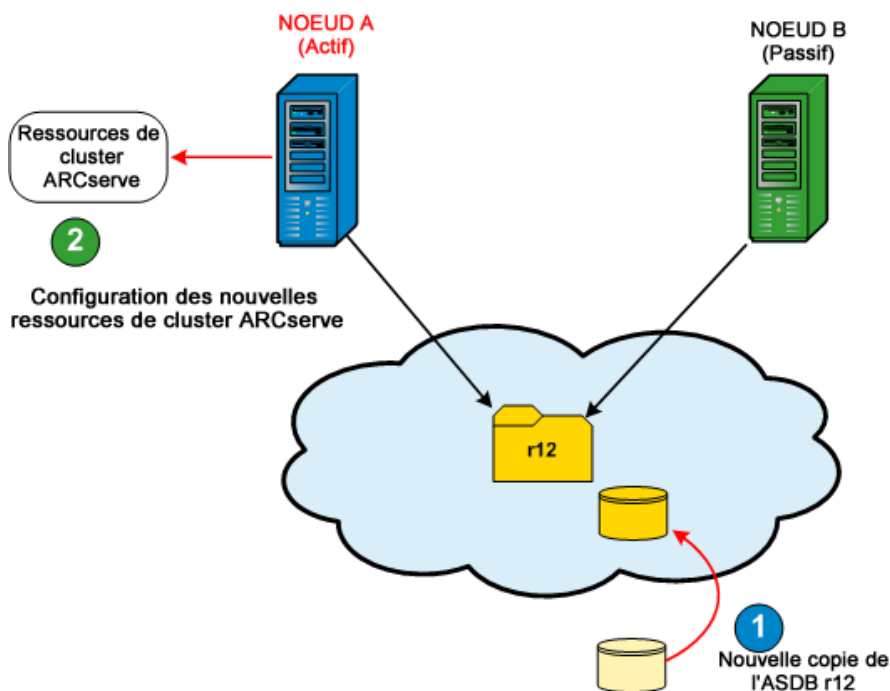 NOEUD A
(Actif)
NOEUD B
(Passif)
Ressources de
cluster
ARCserve
2
Configuration des nouvelles
ressources de cluster ARCserve
r12
1
Nouvelle copie de
l'ASDB r12